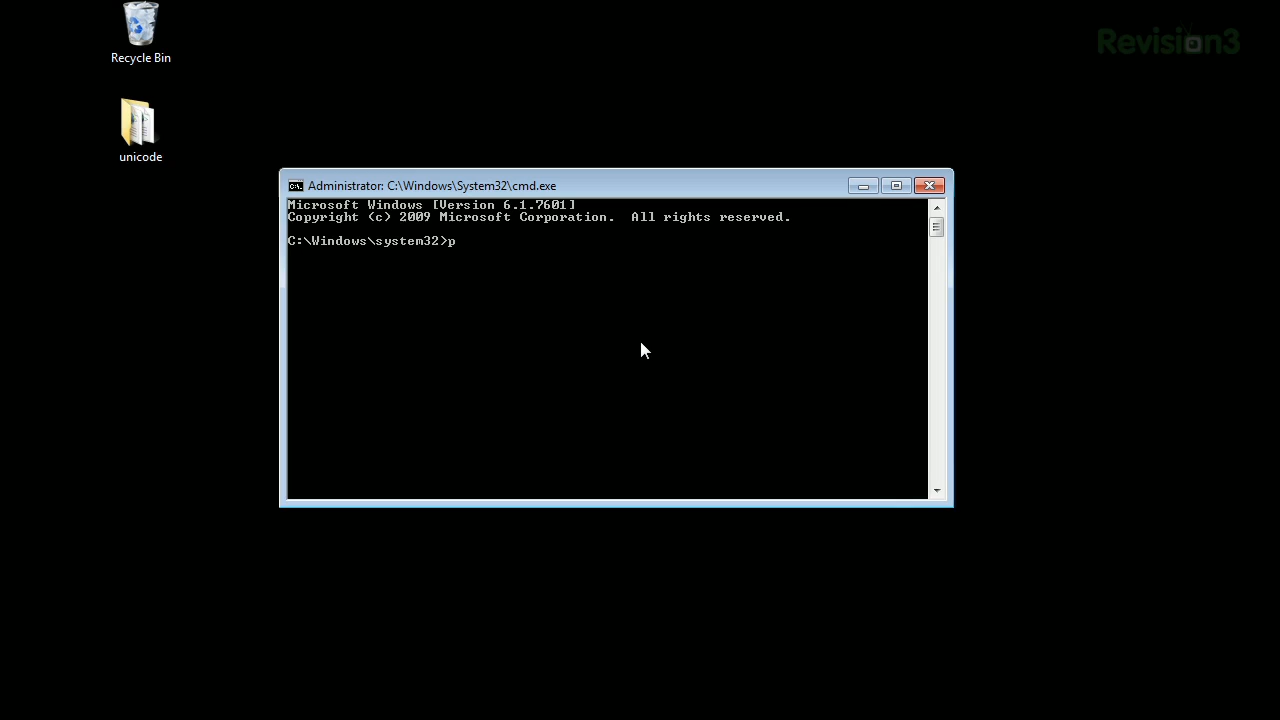 Recycle Bin
Revision3
unicode
Administrator: C:\Windows\System32\cmd.exe
Microsoft Windows [Version 6.1.7601]
Copyright (c) 2009 Microsoft Corporation.  All rights reserved.
C:\Windows\system32>p